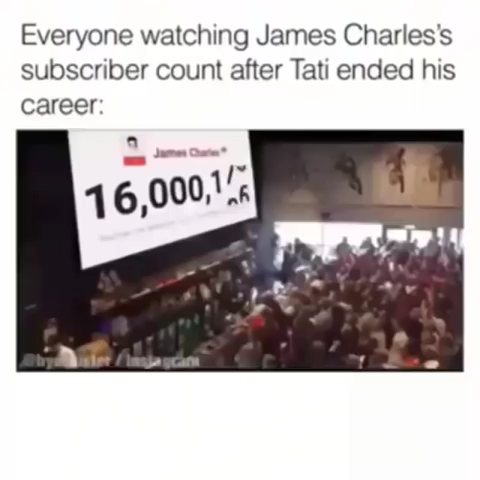 Everyone watching James Charles's
subscriber count after Tati ended his
career:
James Charles
16,000,1